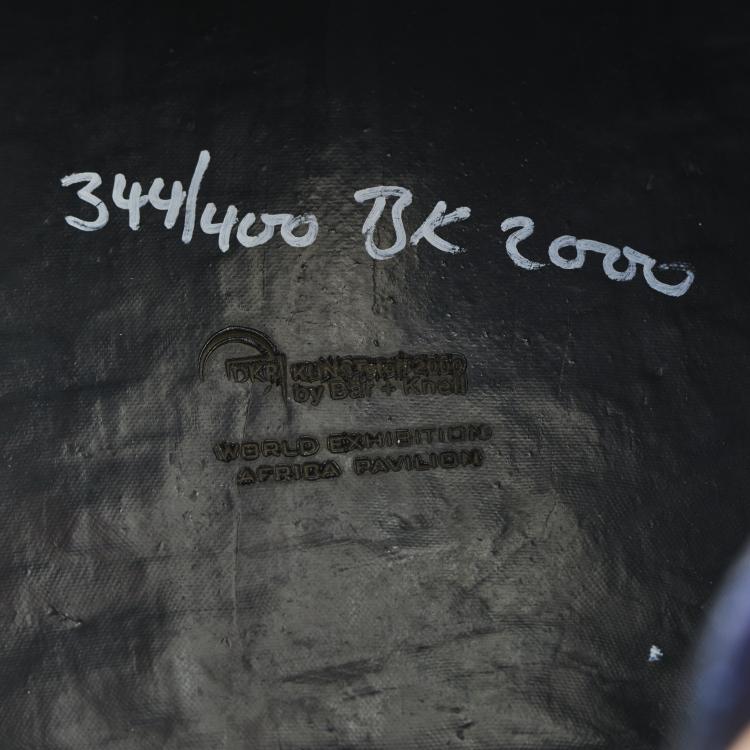 344/400 BK 2000
DKR
by Bär + Knell
WORLD EXHIBITION
AFRICA PAVILION